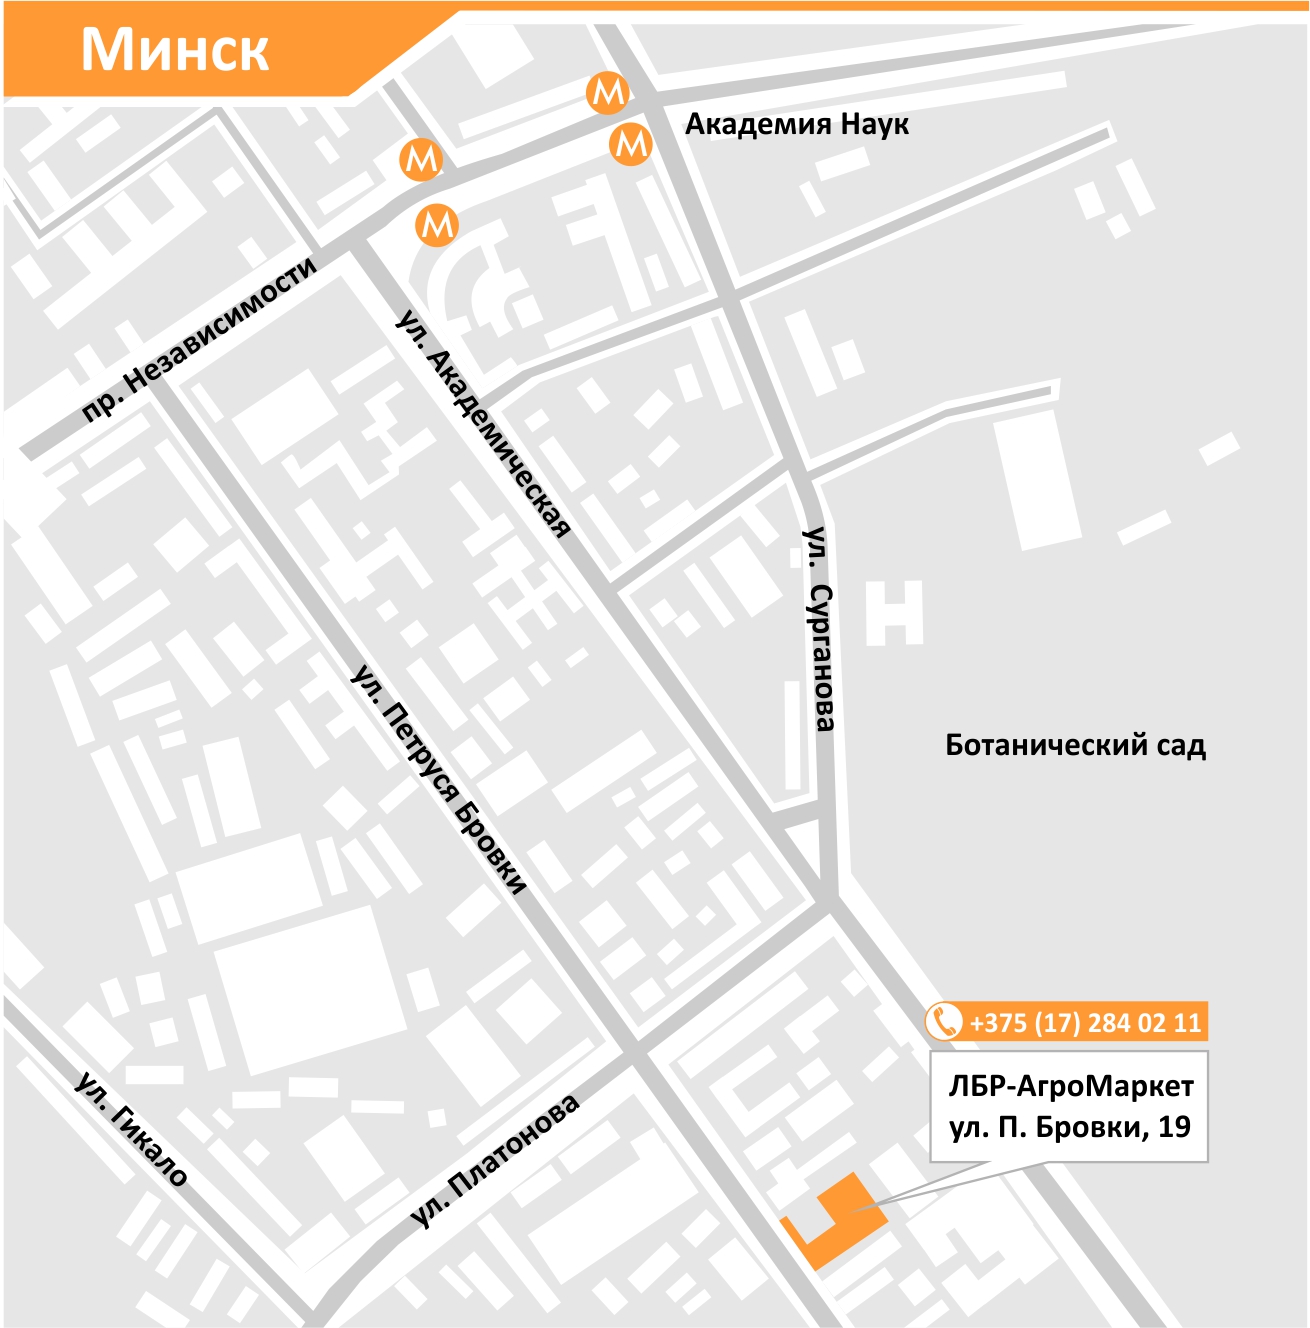 Минск
М
М
Академия Наук
М
М
пр. Независимости
ул. Академическая
ул. Сурганова
ул. Петруся Бровки
Ботанический сад
+375 (17) 284 02 11
ЛБР-АгроМаркет
ул. П. Бровки, 19
ул. Гикало
ул. Платонова